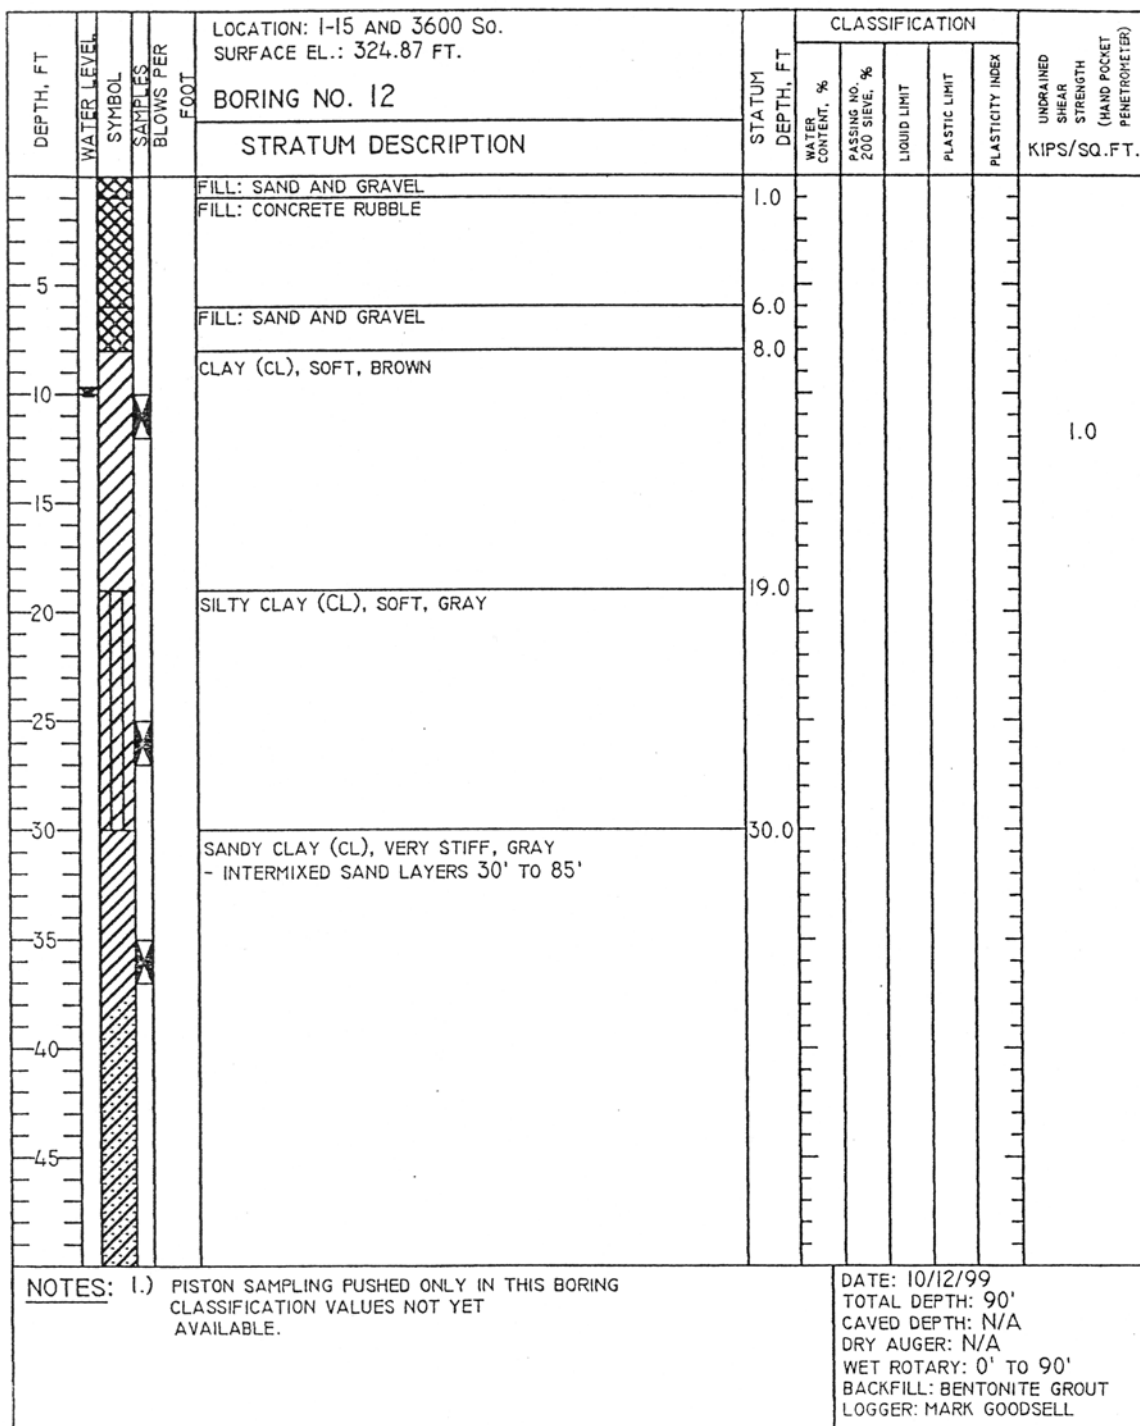 LOCATION: I-15 AND 3600 So.
SURFACE EL.: 324.87 FT.
BORING NO. 12
STRATUM DESCRIPTION
DEPTH, FT
WATER LEVEL
SYMBOL
SAMPLES
BLOWS PER
FOOT
STATUM
DEPTH, FT
CLASSIFICATION
WATER
CONTENT, %
PASSING NO.
200 SIEVE, %
LIQUID LIMIT
PLASTIC LIMIT
PLASTICITY INDEX
UNDRAINED
SHEAR
STRENGTH
(HAND POCKET
PENETROMETER)
KIPS/SQ.FT.
FILL: SAND AND GRAVEL
1.0
FILL: CONCRETE RUBBLE
5
6.0
FILL: SAND AND GRAVEL
8.0
CLAY (CL), SOFT, BROWN
10
1.0
15
19.0
SILTY CLAY (CL), SOFT, GRAY
20
25
30
30.0
SANDY CLAY (CL), VERY STIFF, GRAY
- INTERMIXED SAND LAYERS 30' TO 85'
35
40
45
NOTES: 1.) PISTON SAMPLING PUSHED ONLY IN THIS BORING
CLASSIFICATION VALUES NOT YET
AVAILABLE.
DATE: 10/12/99
TOTAL DEPTH: 90'
CAVED DEPTH: N/A
DRY AUGER: N/A
WET ROTARY: 0' TO 90'
BACKFILL: BENTONITE GROUT
LOGGER: MARK GOODSELL